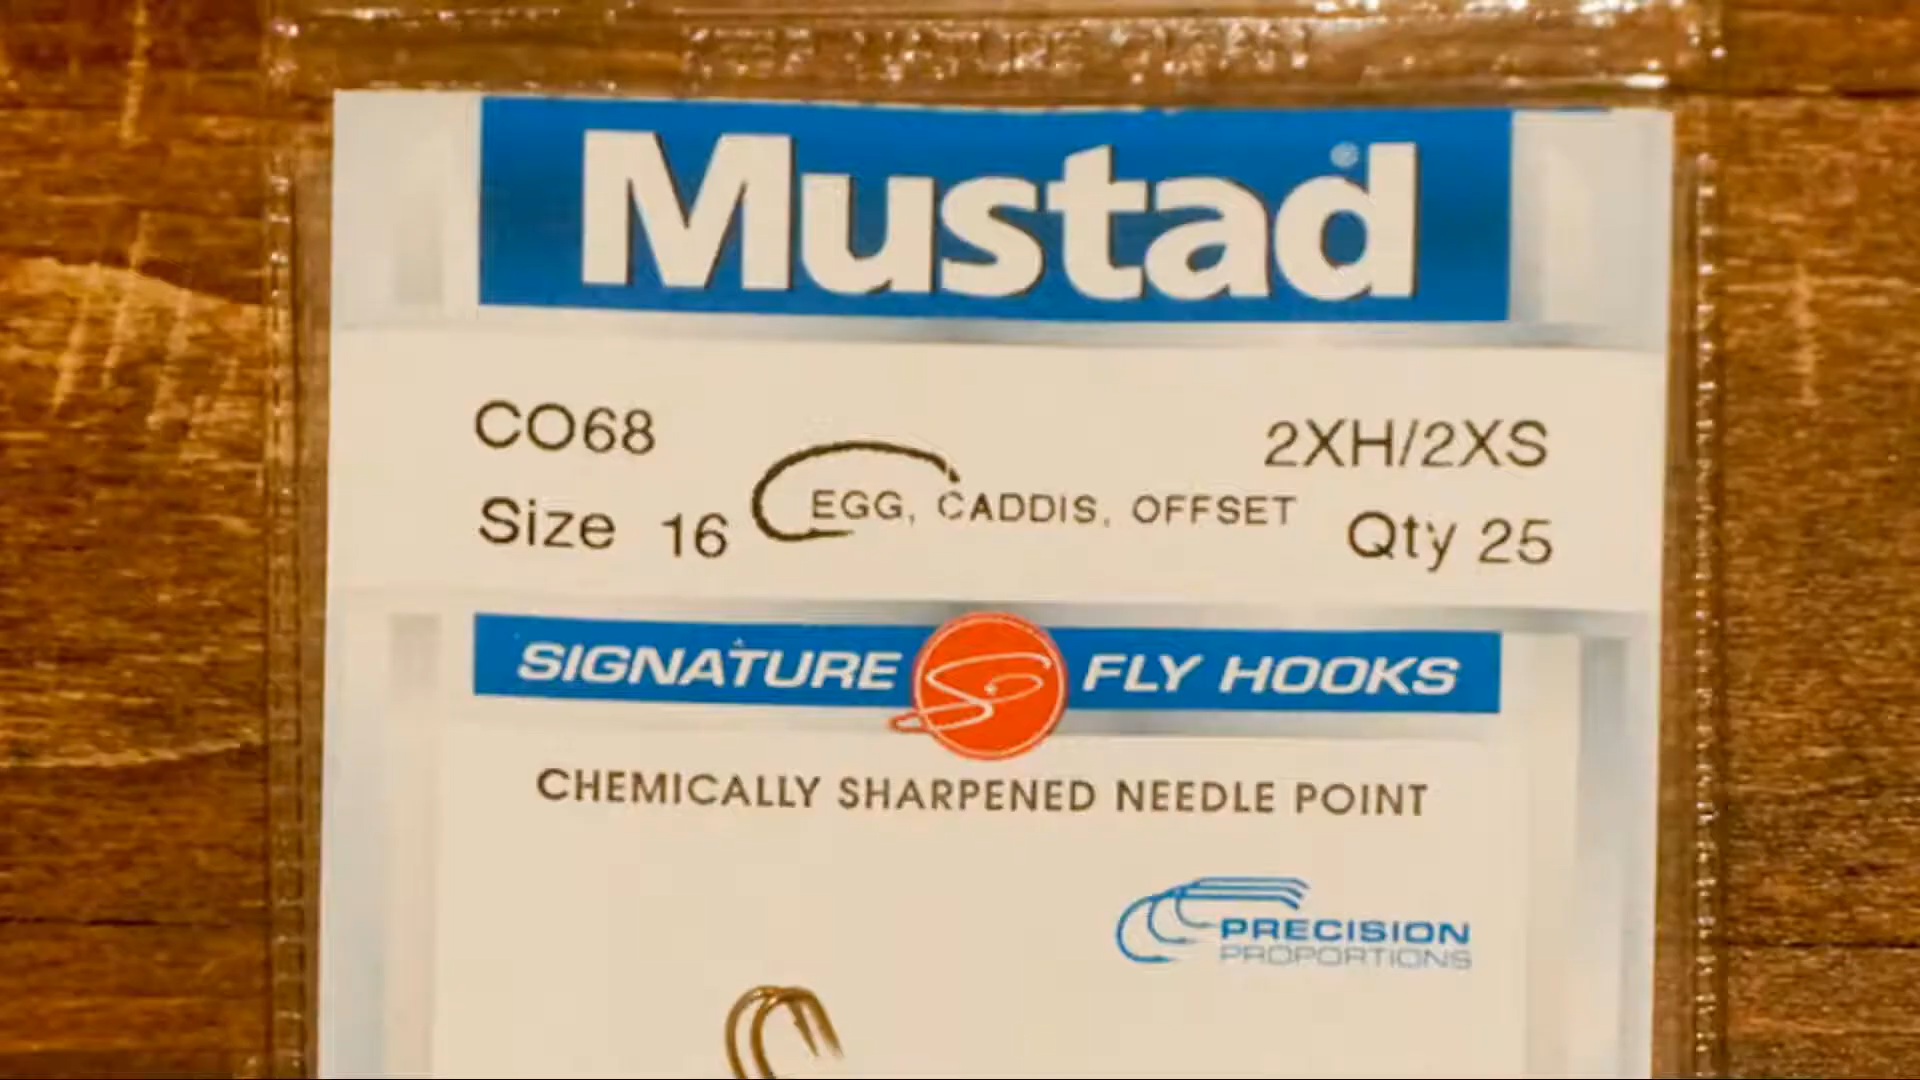 Mustad®
CO68
2XH/2XS
Size 16
EGG, CADDIS, OFFSET
Qty 25
SIGNATURE FLY HOOKS
CHEMICALLY SHARPENED NEEDLE POINT
PRECISION
PROPORTIONS